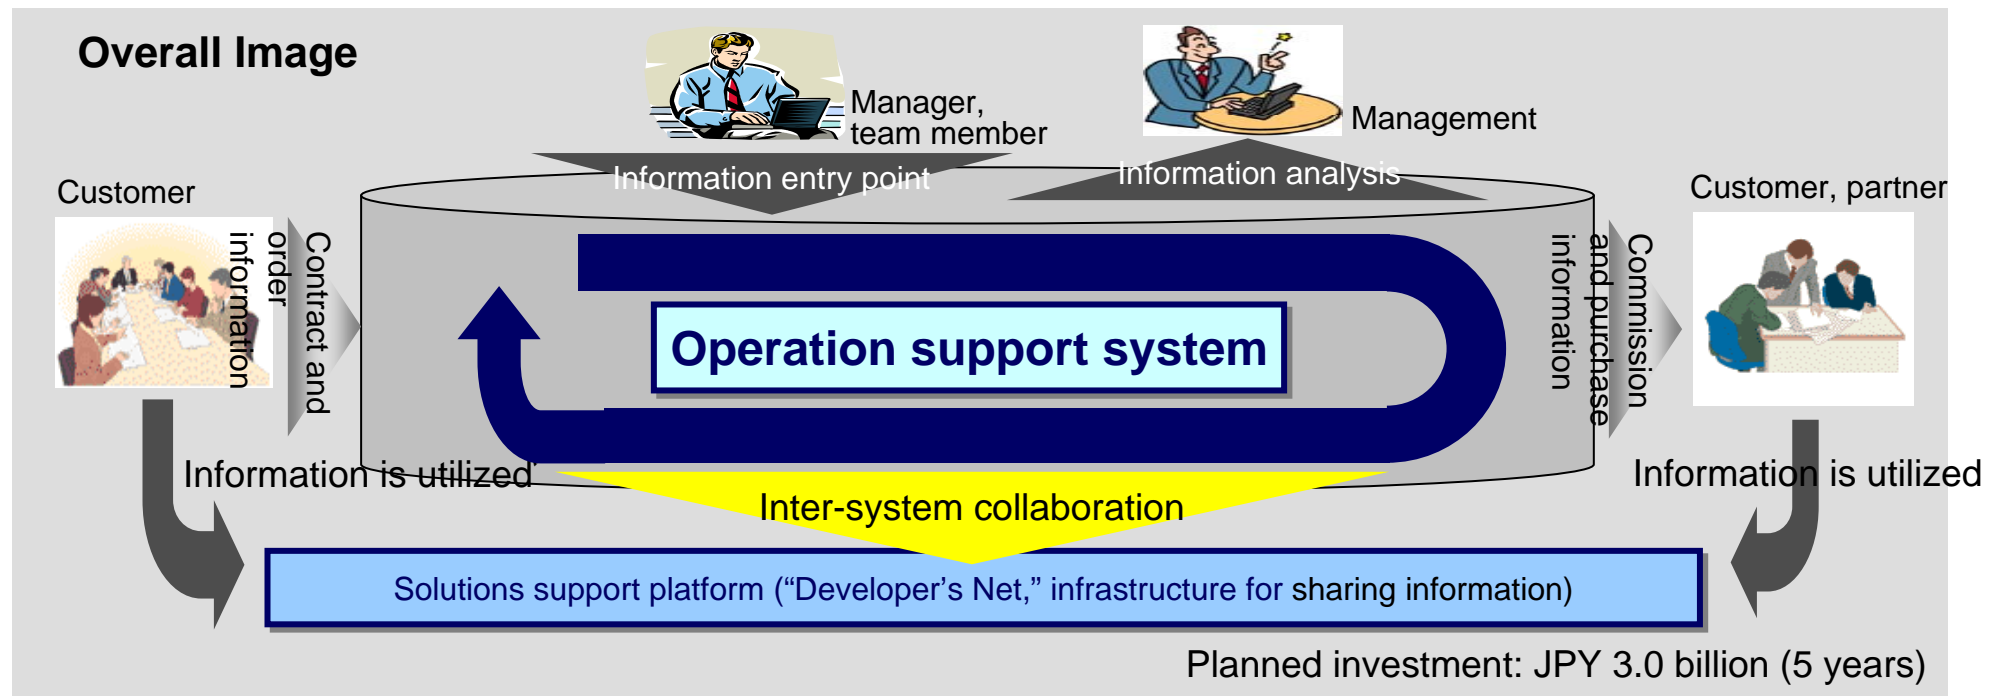 Overall Image
Manager,
team member
Management
Information entry point
Information analysis
Customer
Customer, partner
Contract and
order
information
Operation support system
Commission
and purchase
information
Information is utilized
Information is utilized
Inter-system collaboration
Solutions support platform (“Developer’s Net,” infrastructure for sharing information)
Planned investment: JPY 3.0 billion (5 years)